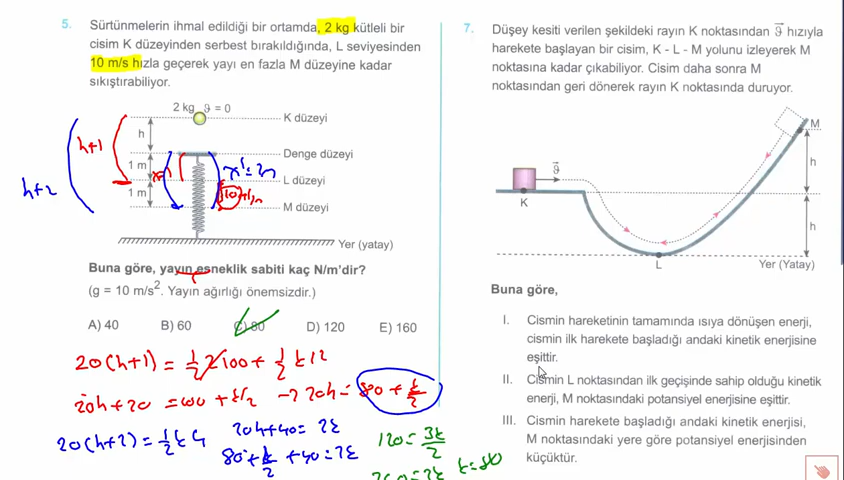 5. Sürtünmelerin ihmal edildiği bir ortamda, 2 kg kütleli bir
cisim K düzeyinden serbest bırakıldığında, L seviyesinden
10 m/s hızla geçerek yayı en fazla M düzeyine kadar
sıkıştırabiliyor.
2 kg ϑ = 0
K düzeyi
h
h+1
h+2
Denge düzeyi
1 m
L düzeyi
1 m
M düzeyi
Yer (yatay)
Buna göre, yayın esneklik sabiti kaç N/m'dir?
(g = 10 m/s². Yayın ağırlığı önemsizdir.)
A) 40 B) 60 C) 80 D) 120 E) 160
20(h+1) = 1/2 2 100 + 1/2 k 1²
20h+20 = 100 + k/2 → 20h = 80 + k/2
20(h+2) = 1/2 k 4
20h+40 = 2k
80+k/2 +40 = 2k
120 = 3k/2
k=80
7. Düşey kesiti verilen şekildeki rayın K noktasından ϑ hızıyla
harekete başlayan bir cisim, K - L - M yolunu izleyerek M
noktasına kadar çıkabiliyor. Cisim daha sonra M
noktasından geri dönerek rayın K noktasında duruyor.
M
h
ϑ
K
h
L
Yer (Yatay)
Buna göre,
I. Cismin hareketinin tamamında ısıya dönüşen enerji,
cismin ilk harekete başladığı andaki kinetik enerjisine
eşittir.
II. Cismin L noktasından ilk geçişinde sahip olduğu kinetik
enerji, M noktasındaki potansiyel enerjisine eşittir.
III. Cismin harekete başladığı andaki kinetik enerjisi,
M noktasındaki yere göre potansiyel enerjisinden
küçüktür.